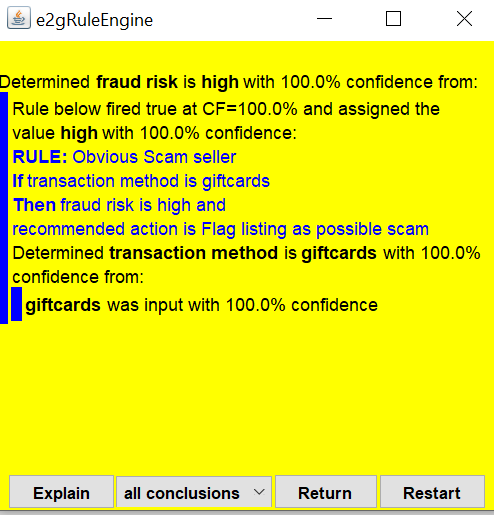 e2gRuleEngine
Determined fraud risk is high with 100.0% confidence from:
Rule below fired true at CF=100.0% and assigned the
value high with 100.0% confidence:
RULE: Obvious Scam seller
If transaction method is giftcards
Then fraud risk is high and
recommended action is Flag listing as possible scam
Determined transaction method is giftcards with 100.0%
confidence from:
giftcards was input with 100.0% confidence
Explain all conclusions Return Restart